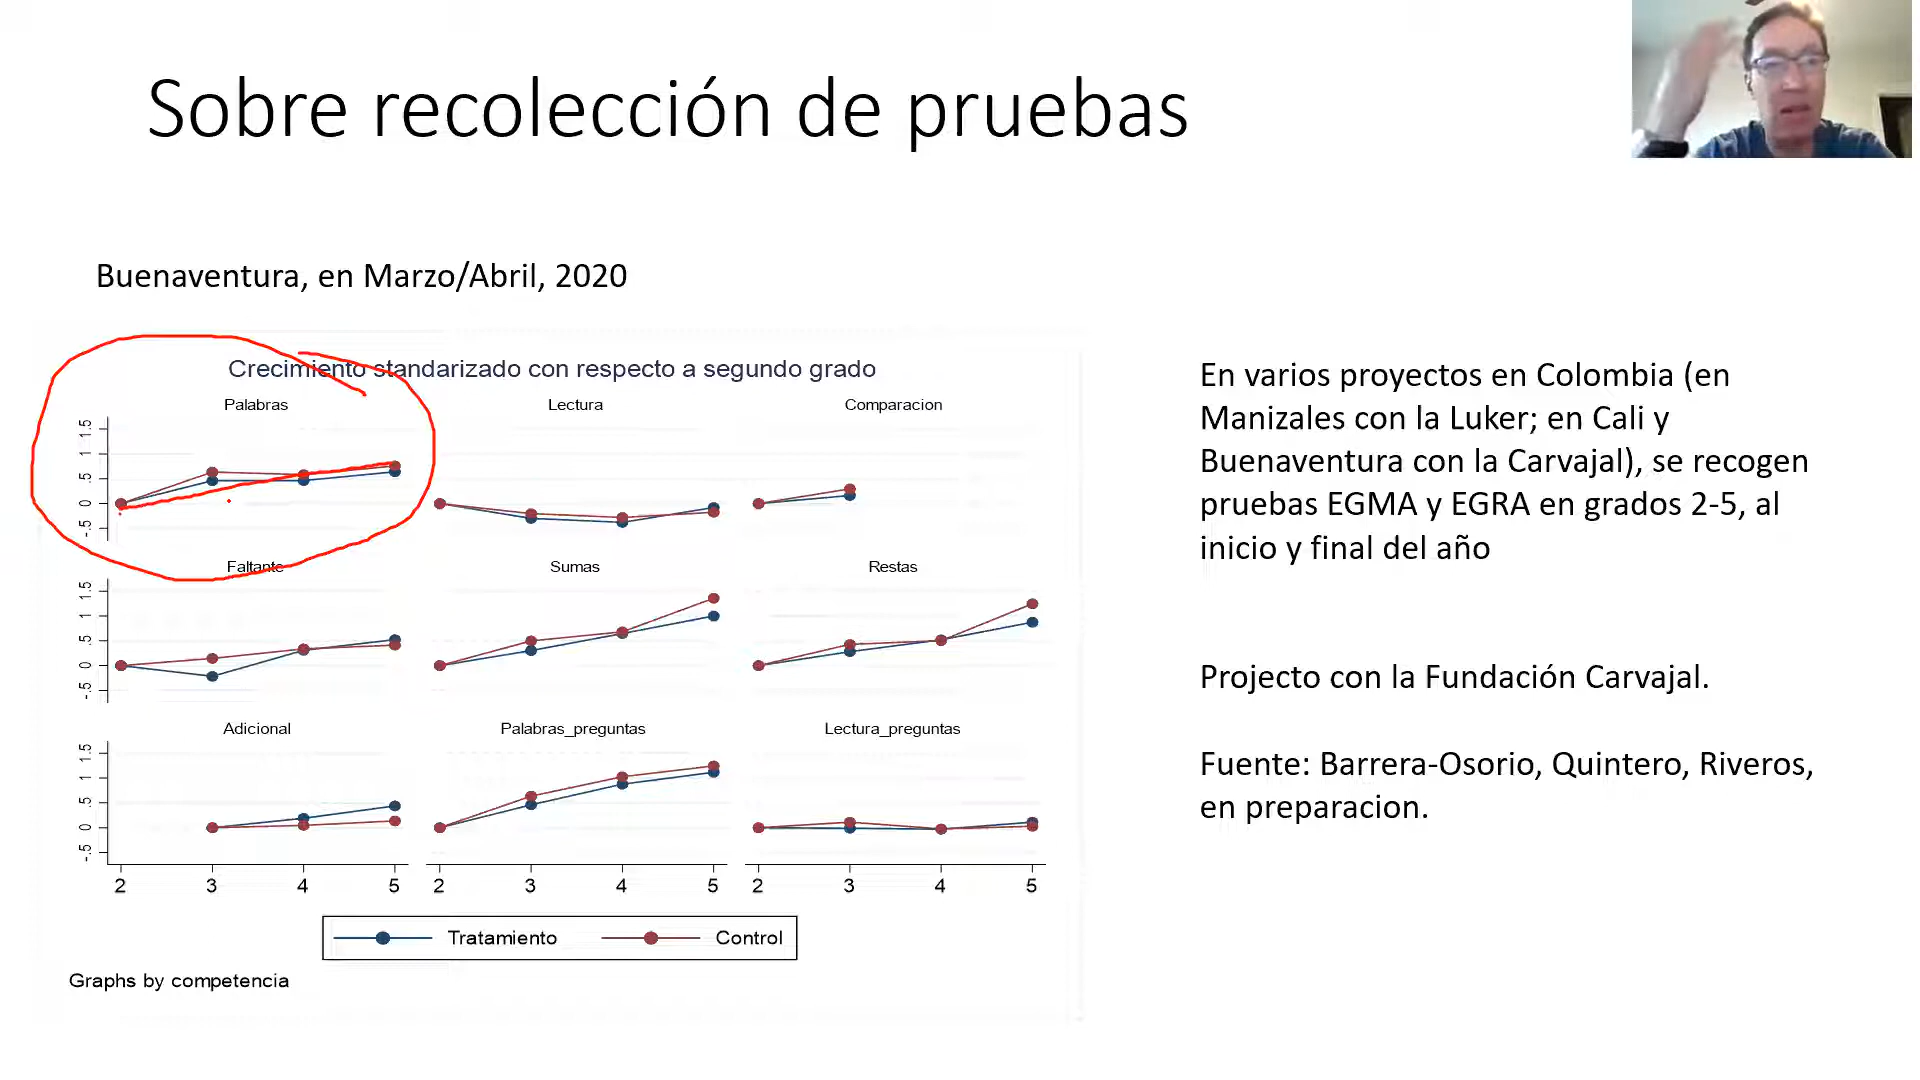 Sobre recolección de pruebas
Buenaventura, en Marzo/Abril, 2020
Crecimiento standarizado con respecto a segundo grado
Palabras Lectura Comparacion
1.5
1
.5
0
-.5
Faltante Sumas Restas
1.5
1
.5
0
-.5
Adicional Palabras_preguntas Lectura_preguntas
1.5
1
.5
0
-.5
2 3 4 5 2 3 4 5 2 3 4 5
Tratamiento Control
Graphs by competencia
En varios proyectos en Colombia (en
Manizales con la Luker; en Cali y
Buenaventura con la Carvajal), se recogen
pruebas EGMA y EGRA en grados 2-5, al
inicio y final del año
Projecto con la Fundación Carvajal.
Fuente: Barrera-Osorio, Quintero, Riveros,
en preparacion.